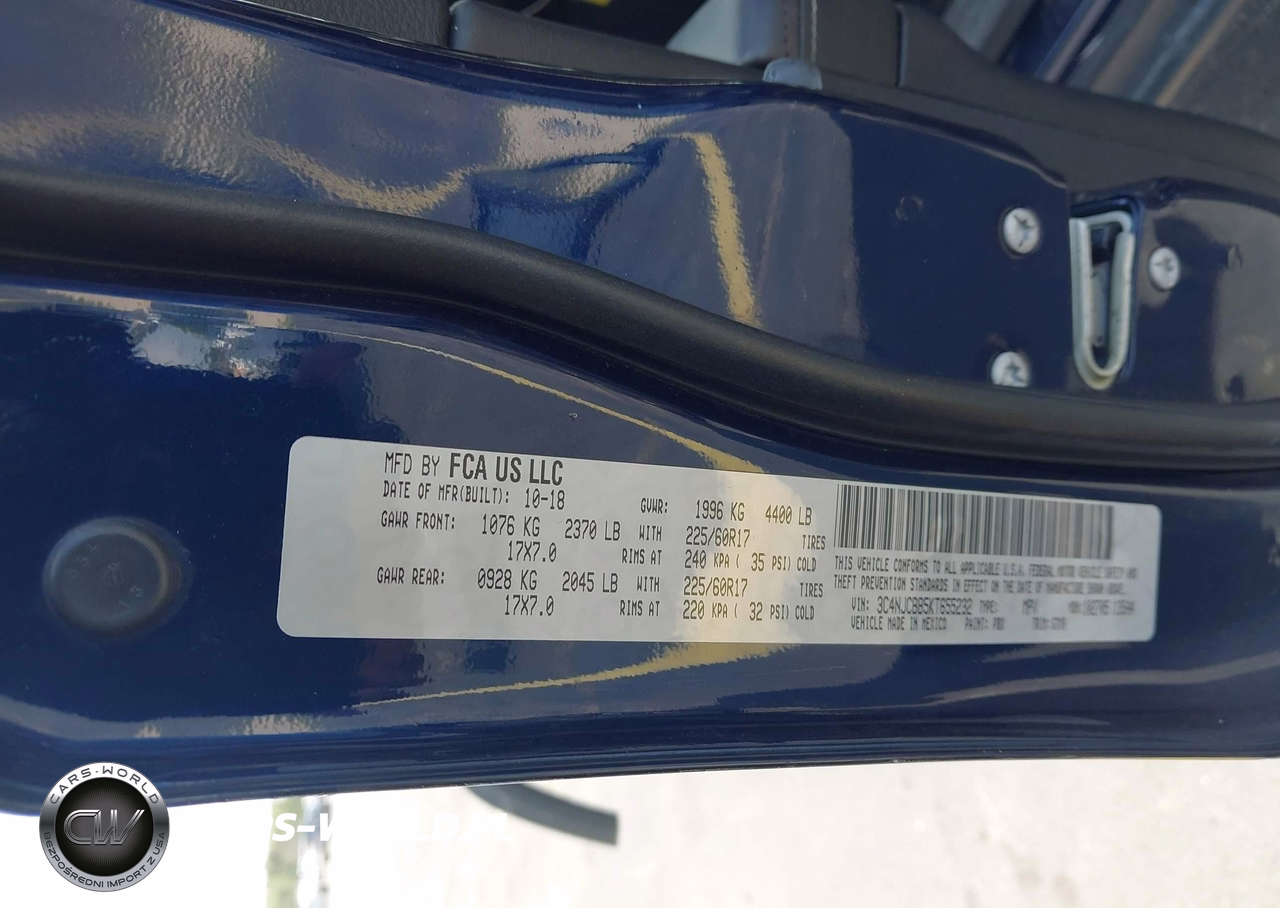 MFD BY FCA US LLC
DATE OF MFR(BUILT): 10-18 GVWR: 1996 KG 4400 LB
GAWR FRONT: 1076 KG 2370 LB WITH 225/60R17 TIRES
17X7.0 RIMS AT 240 KPA ( 35 PSI) COLD
GAWR REAR: 0928 KG 2045 LB WITH 225/60R17 TIRES
17X7.0 RIMS AT 220 KPA ( 32 PSI) COLD
THIS VEHICLE CONFORMS TO ALL APPLICABLE U.S.A. FEDERAL MOTOR VEHICLE SAFETY AND
THEFT PREVENTION STANDARDS IN EFFECT ON THE DATE OF MANUFACTURE SHOWN ABOVE.
VIN: 3C4NJCBB5KT655232 TYPE: MPV MDH:
VEHICLE MADE IN MEXICO PAINT: PBX TRIM:
CARS-WORLD
CW
BEZPOŚREDNI IMPORT Z USA